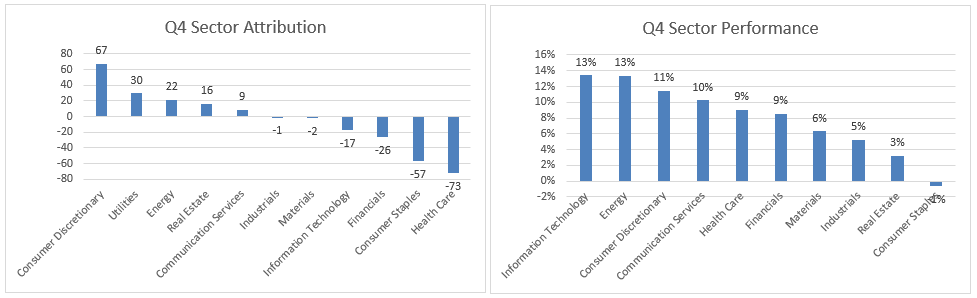 Q4 Sector Attribution
80
60
40
20
0
-20
-40
-60
-80
67
30
22
16
9
-1
-2
-17
-26
-57
-73
Consumer Discretionary
Utilities
Energy
Real Estate
Communication Services
Industrials
Materials
Information Technology
Financials
Consumer Staples
Health Care
Q4 Sector Performance
16%
14%
12%
10%
8%
6%
4%
2%
0%
-2%
13%
13%
11%
10%
9%
9%
6%
5%
3%
-1%
Information Technology
Energy
Consumer Discretionary
Communication Services
Health Care
Financials
Materials
Industrials
Real Estate
Consumer Staples